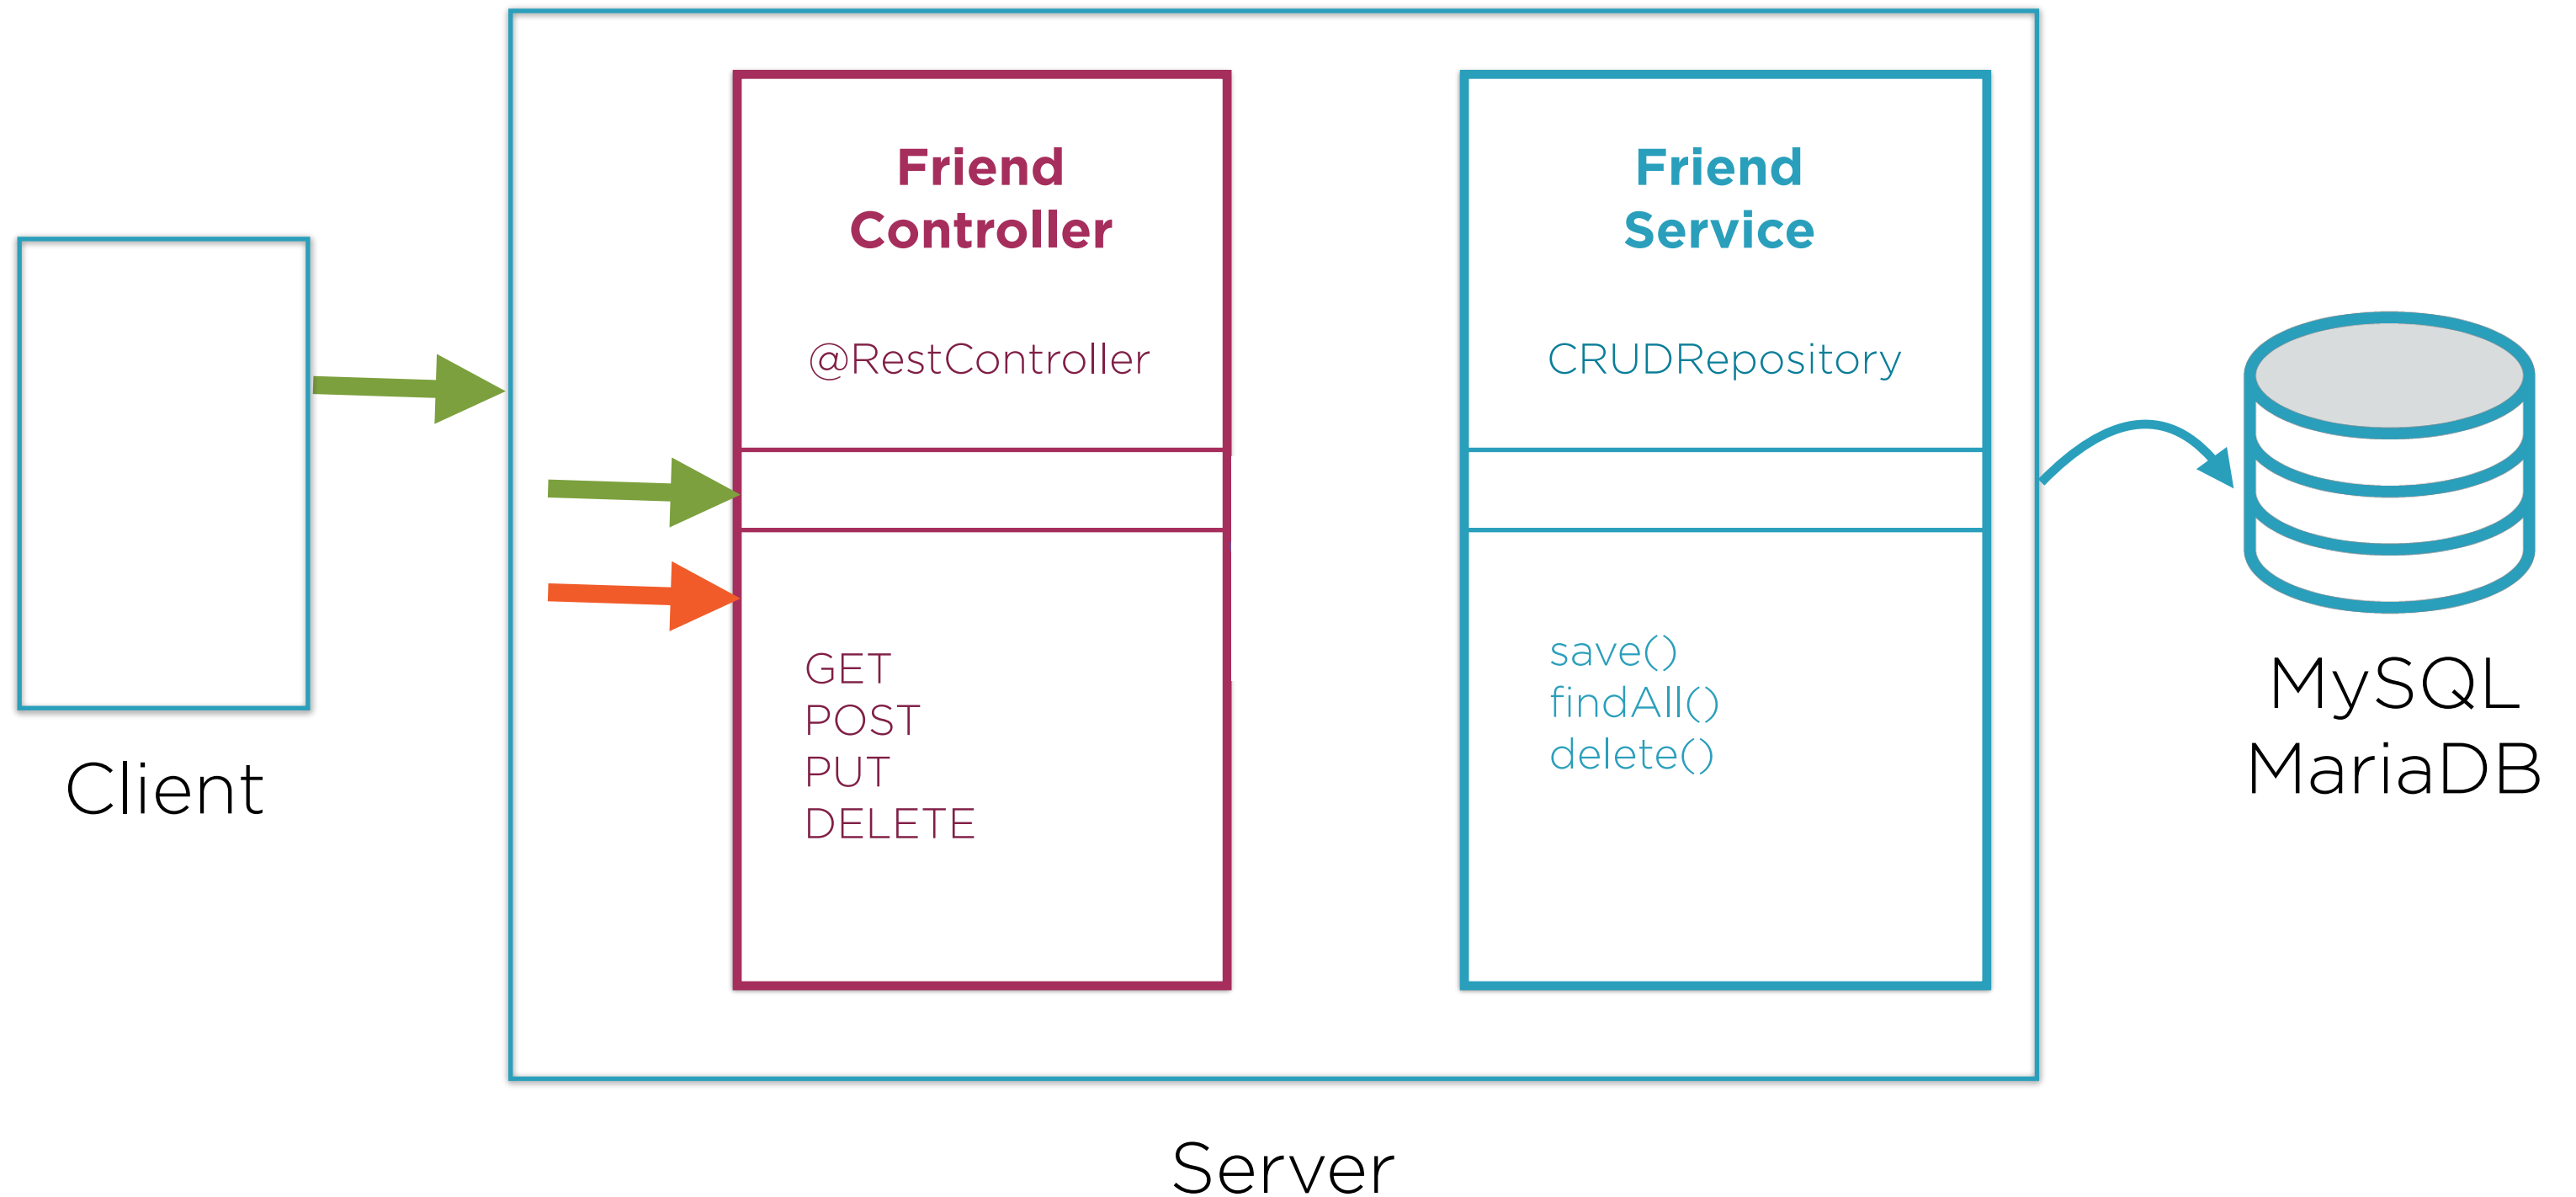 Client
Friend
Controller
@RestController
GET
POST
PUT
DELETE
Friend
Service
CRUDRepository
save()
findAll()
delete()
MySQL
MariaDB
Server